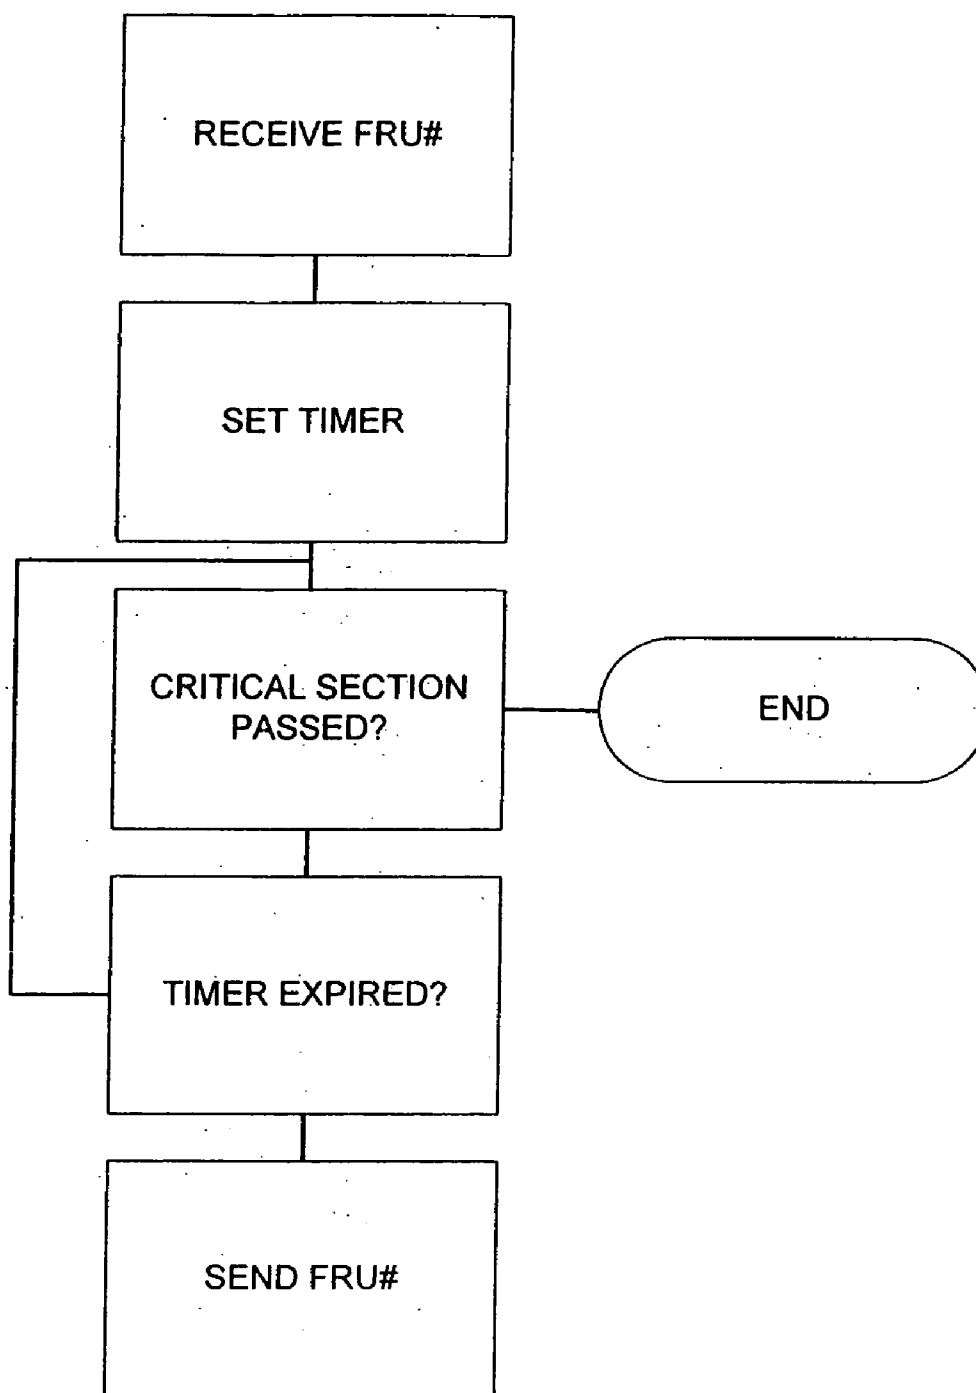 RECEIVE FRU#
SET TIMER
CRITICAL SECTION
PASSED?
END
TIMER EXPIRED?
SEND FRU#